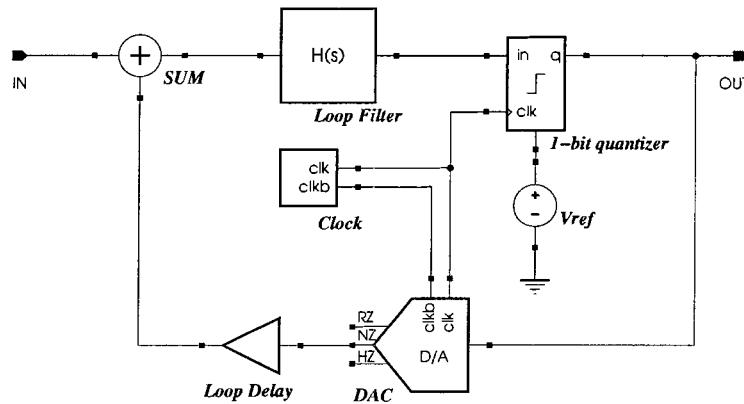 IN
+
SUM
H(s)
Loop Filter
in q
clk
1-bit quantizer
OUT
clk
clkb
Clock
+
-
Vref
RZ
NZ
HZ
clkb
clk
D/A
DAC
Loop Delay